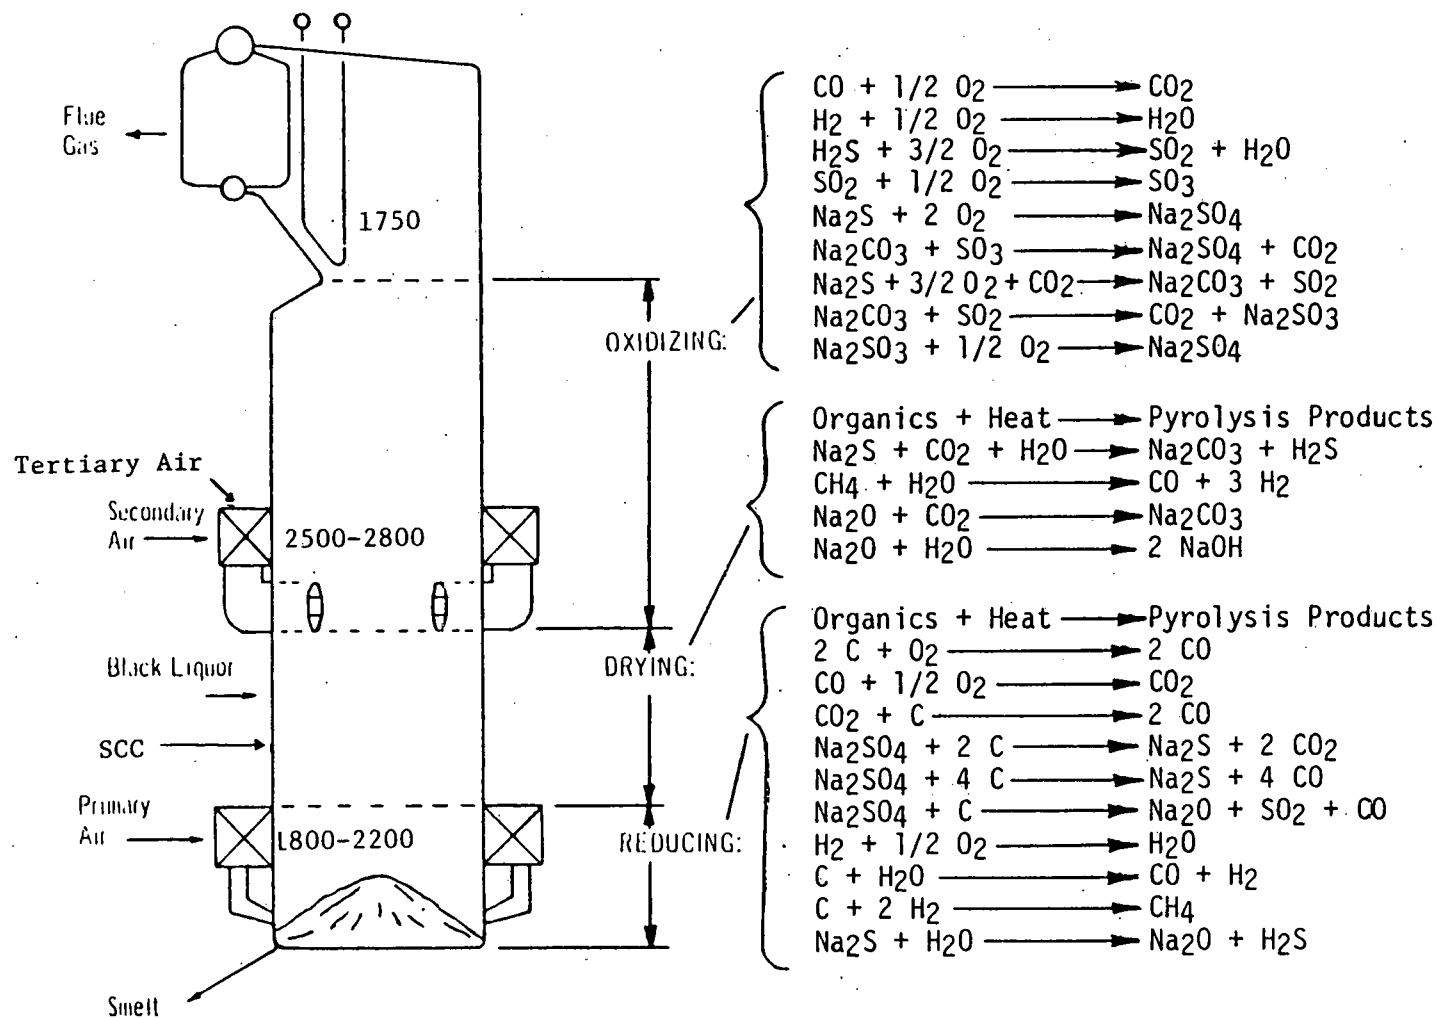 Flue
Gas
1750
Tertiary Air
Secondary
Air
2500-2800
Black Liquor
SCC
Primary
Air
1800-2200
Smelt
OXIDIZING:
CO + 1/2 O2 → CO2
H2 + 1/2 O2 → H2O
H2S + 3/2 O2 → SO2 + H2O
SO2 + 1/2 O2 → SO3
Na2S + 2 O2 → Na2SO4
Na2CO3 + SO3 → Na2SO4 + CO2
Na2S + 3/2 O2 + CO2 → Na2CO3 + SO2
Na2CO3 + SO2 → CO2 + Na2SO3
Na2SO3 + 1/2 O2 → Na2SO4
DRYING:
Organics + Heat → Pyrolysis Products
Na2S + CO2 + H2O → Na2CO3 + H2S
CH4 + H2O → CO + 3 H2
Na2O + CO2 → Na2CO3
Na2O + H2O → 2 NaOH
REDUCING:
Organics + Heat → Pyrolysis Products
2 C + O2 → 2 CO
CO + 1/2 O2 → CO2
CO2 + C → 2 CO
Na2SO4 + 2 C → Na2S + 2 CO2
Na2SO4 + 4 C → Na2S + 4 CO
Na2SO4 + C → Na2O + SO2 + CO
H2 + 1/2 O2 → H2O
C + H2O → CO + H2
C + 2 H2 → CH4
Na2S + H2O → Na2O + H2S